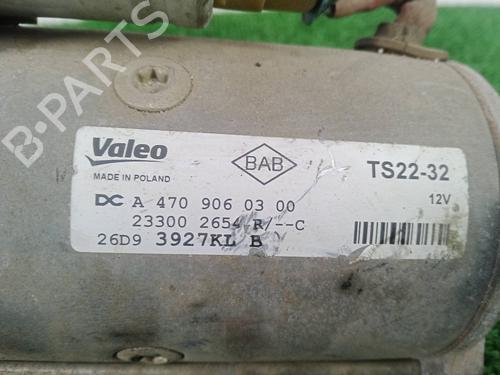 B-PARTS
Valeo
MADE IN POLAND
BAB
TS22-32
12V
DC A 470 906 03 00
23300 2654 R/--C
26D9 3927KL B